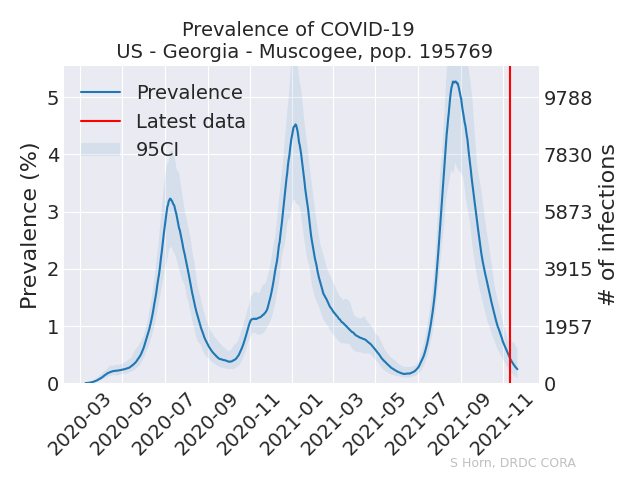 Prevalence of COVID-19
US - Georgia - Muscogee, pop. 195769
Prevalence
Latest data
95CI
Prevalence (%)
5
4
3
2
1
0
9788
7830
5873
3915
1957
0
# of infections
2020-03
2020-05
2020-07
2020-09
2020-11
2021-01
2021-03
2021-05
2021-07
2021-09
2021-11
S Horn, DRDC CORA